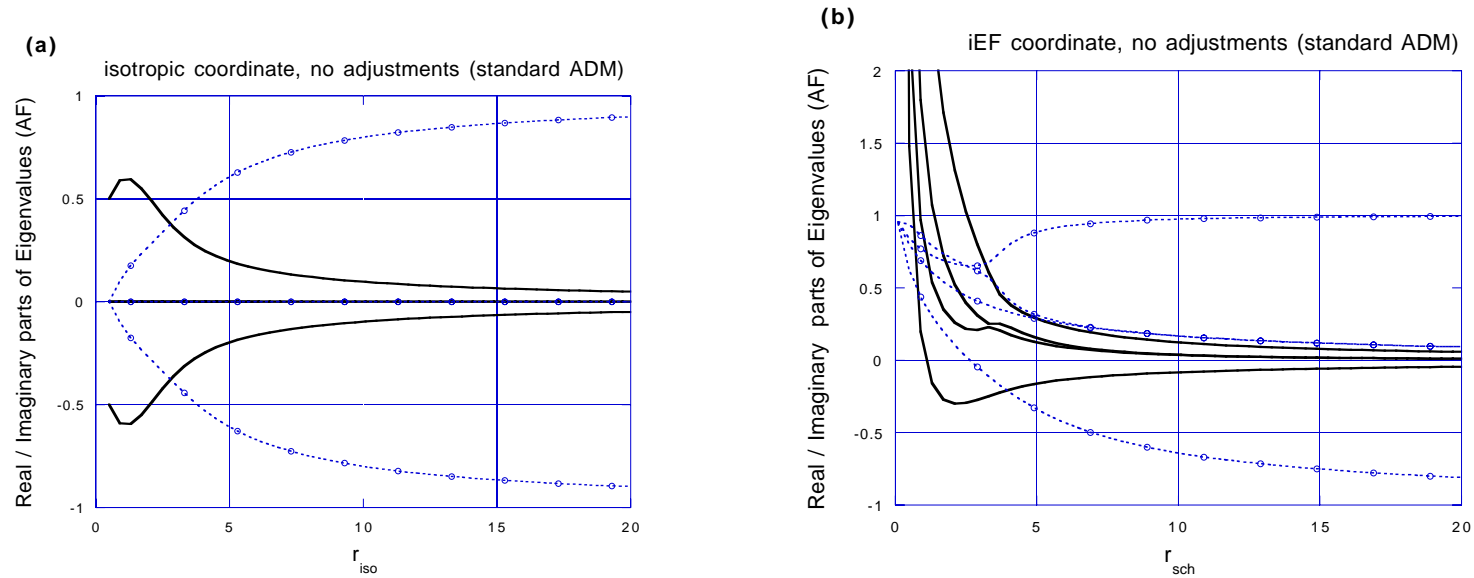 (a)
isotropic coordinate, no adjustments (standard ADM)
Real / Imaginary parts of Eigenvalues (AF)
1
0.5
0
-0.5
-1
0 5 10 15 20
r iso
(b)
iEF coordinate, no adjustments (standard ADM)
Real / Imaginary parts of Eigenvalues (AF)
2
1.5
1
0.5
0
-0.5
-1
0 5 10 15 20
r sch